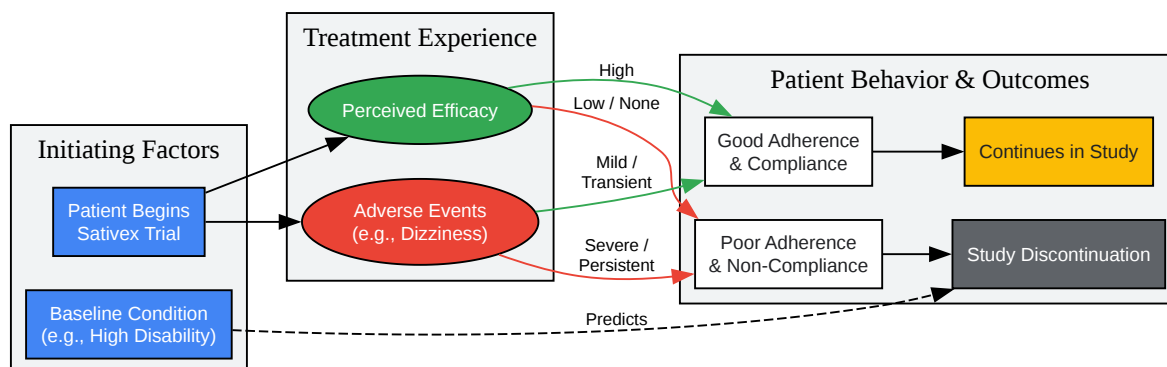 Initiating Factors
Patient Begins
Sativex Trial
Baseline Condition
(e.g., High Disability)
Treatment Experience
Perceived Efficacy
Adverse Events
(e.g., Dizziness)
High
Low / None
Mild /
Transient
Severe /
Persistent
Predicts
Patient Behavior & Outcomes
Good Adherence
& Compliance
Continues in Study
Poor Adherence
& Non-Compliance
Study Discontinuation